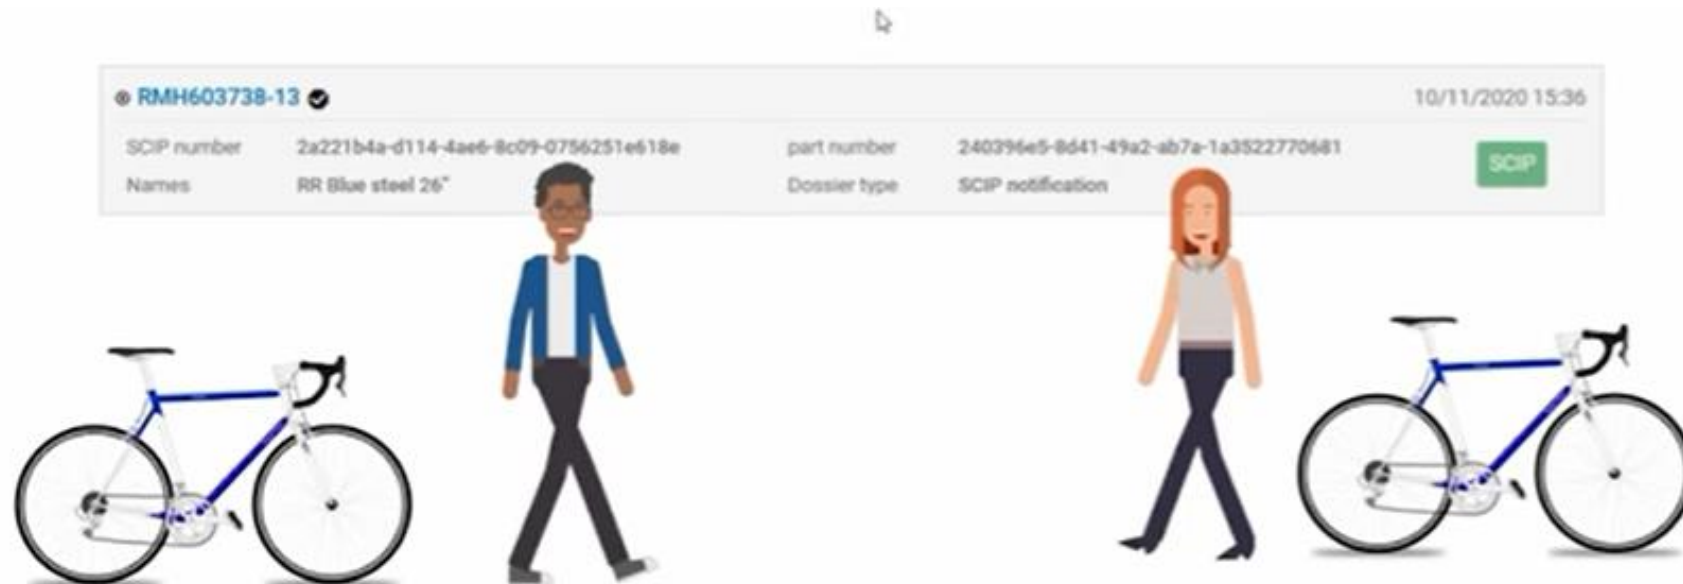 RMH603738-13 10/11/2020 15:36
SCIP number 2a221b4a-d114-4ae6-8c09-0756251e618e part number 240396e5-8d41-49a2-ab7a-1a3522770681
SCIP
Names RR Blue steel 26" Dossier type SCIP notification